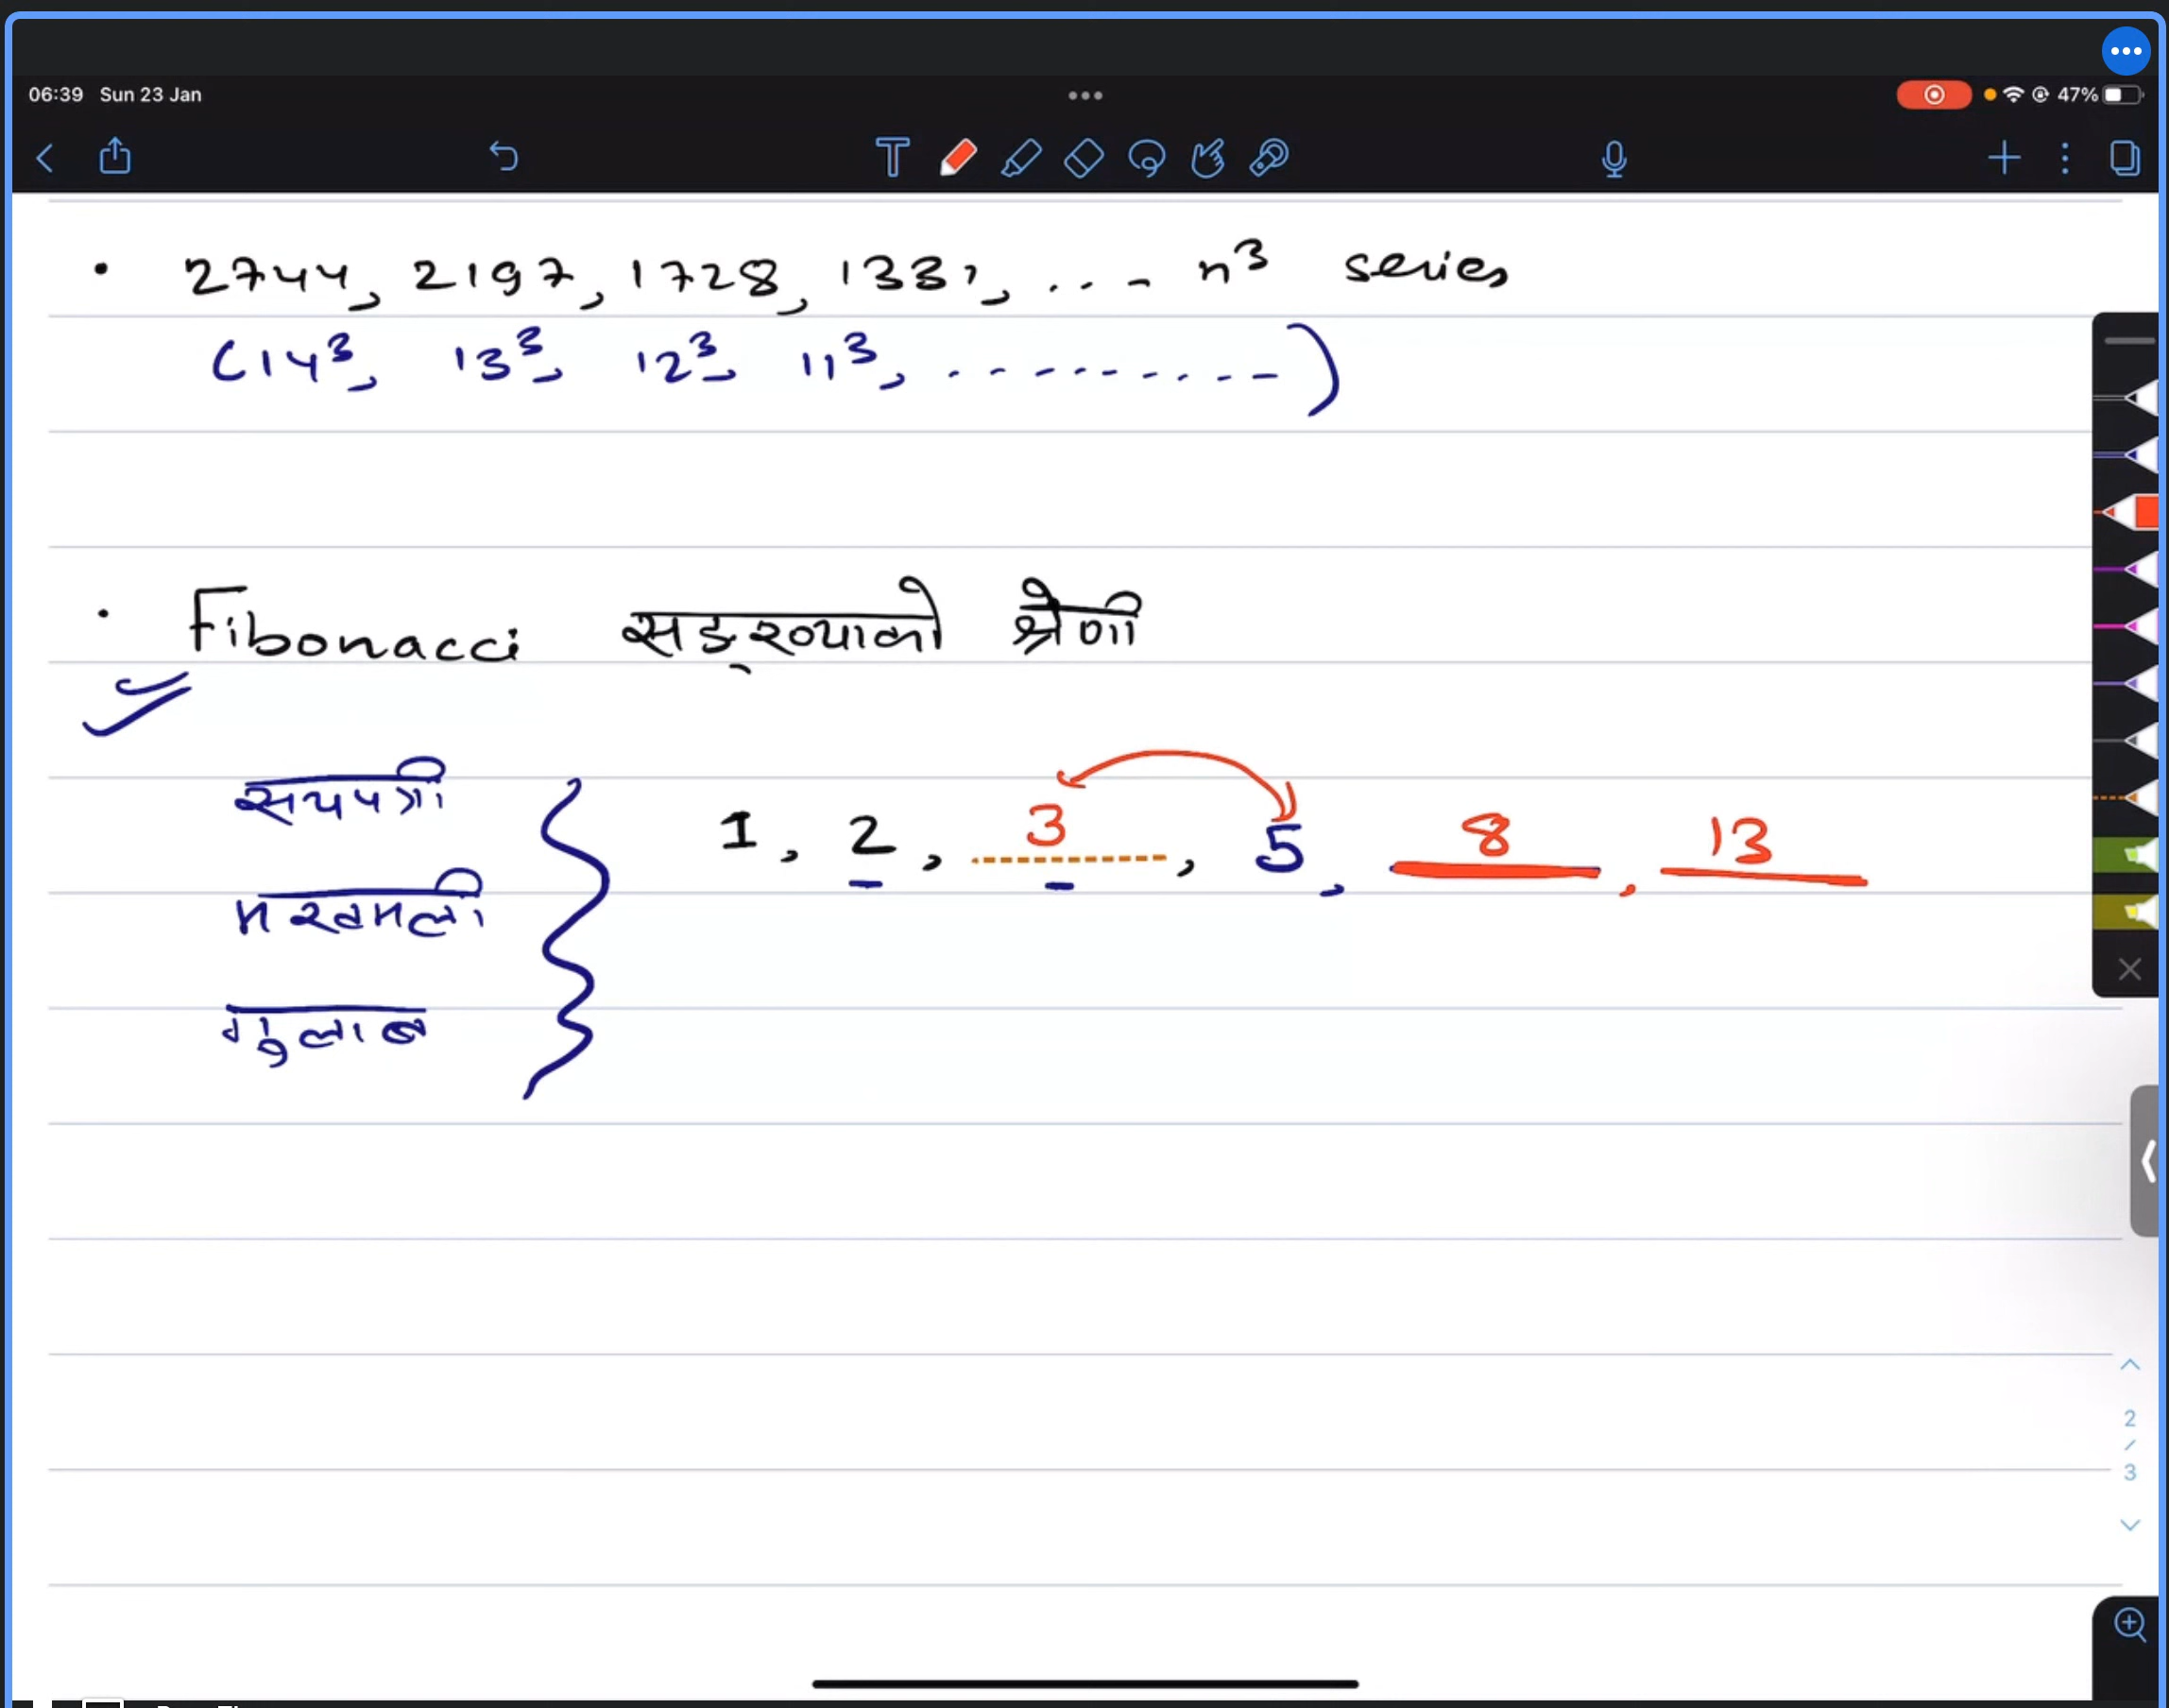 06:39 Sun 23 Jan
47%
• 2744, 2197, 1728, 1331, ... n³ series
(14³, 13³, 12³, 11³, ..........)
• Fibonacci सङ्ख्याको श्रेणी
सयपत्री
मखमली
गुलाब
1, 2, 3, 5, 8, 13
2
/
3